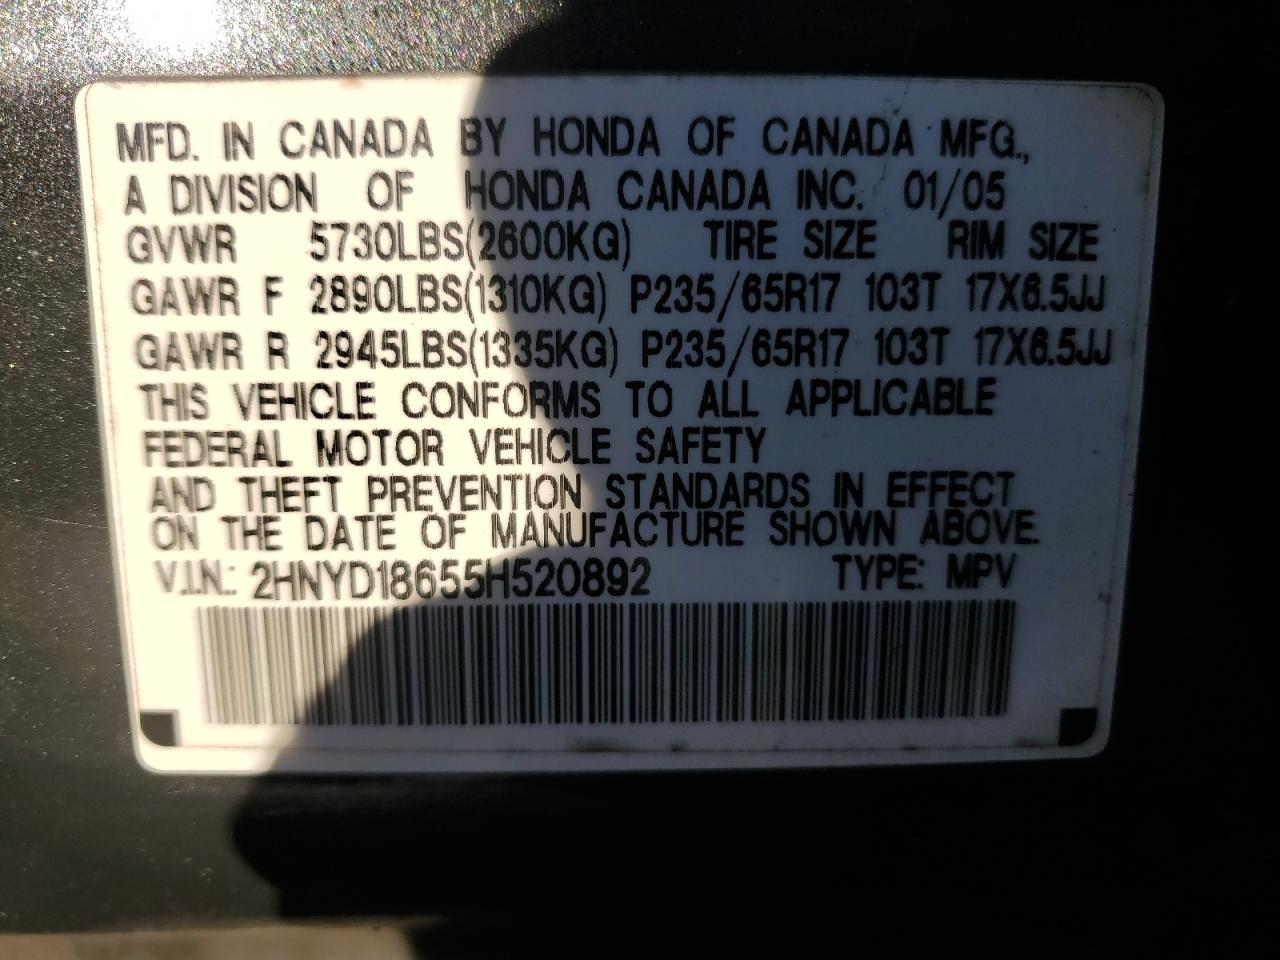 MFD. IN CANADA BY HONDA OF CANADA MFG.,
A DIVISION OF HONDA CANADA INC. 01/05
GVWR 5730LBS(2600KG) TIRE SIZE RIM SIZE
GAWR F 2890LBS(1310KG) P235/65R17 103T 17X6.5JJ
GAWR R 2945LBS(1335KG) P235/65R17 103T 17X6.5JJ
THIS VEHICLE CONFORMS TO ALL APPLICABLE
FEDERAL MOTOR VEHICLE SAFETY
AND THEFT PREVENTION STANDARDS IN EFFECT
ON THE DATE OF MANUFACTURE SHOWN ABOVE.
V.I.N.: 2HNYD18655H520892 TYPE: MPV